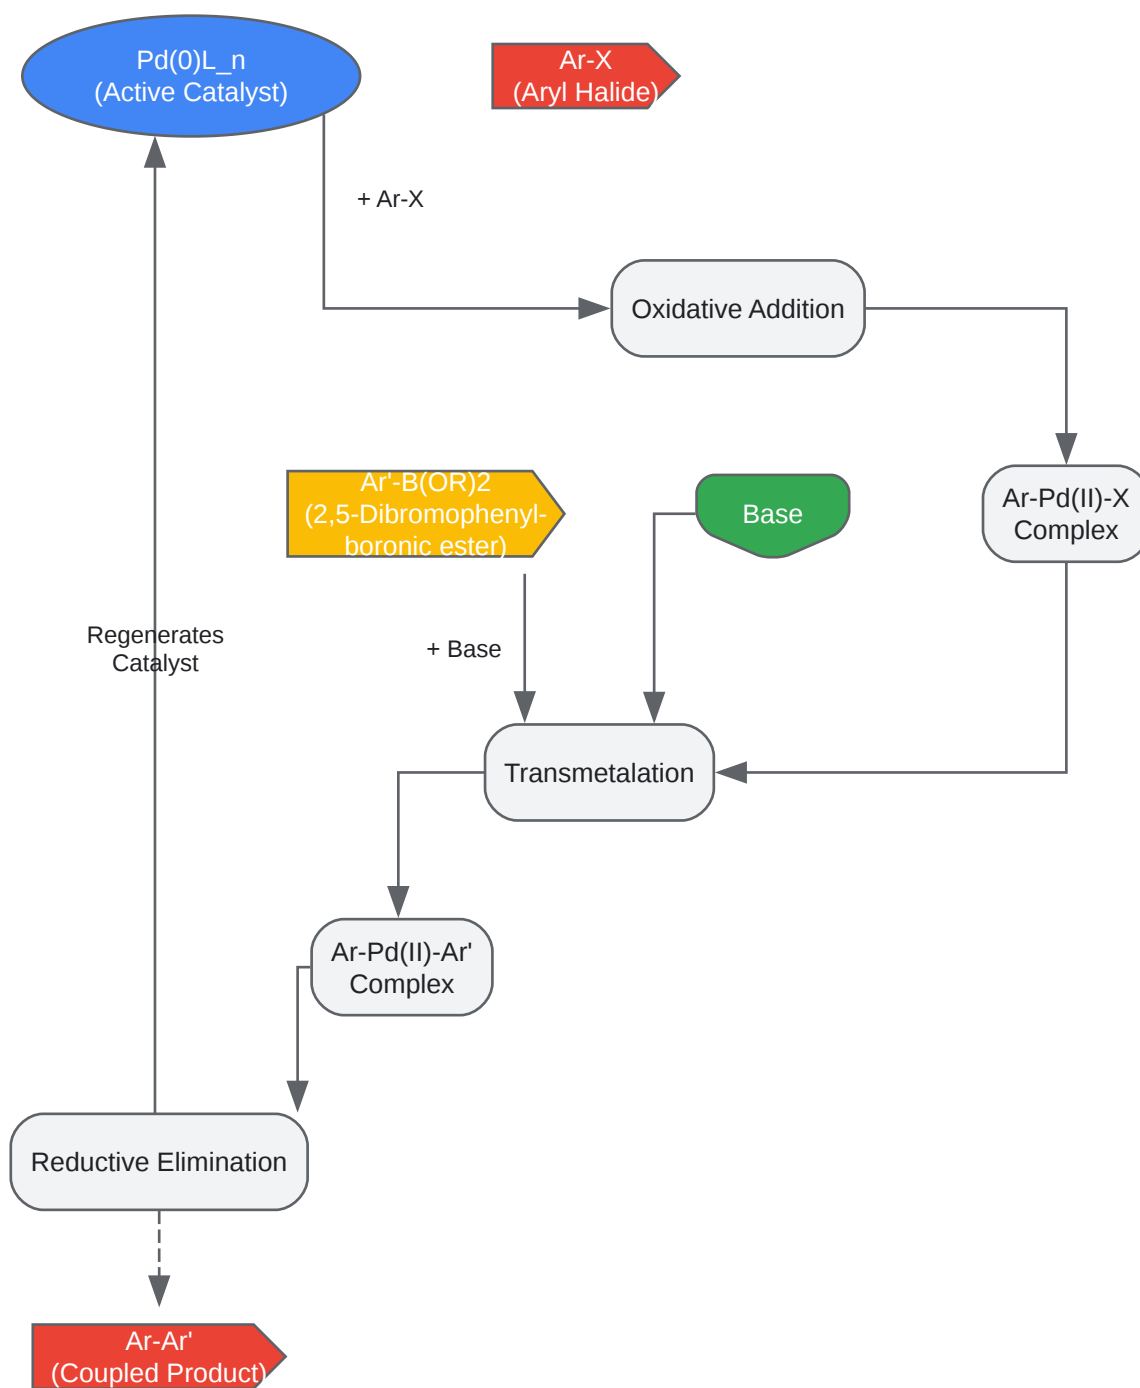 Pd(0)L_n
(Active Catalyst)
Ar-X
(Aryl Halide)
+ Ar-X
Oxidative Addition
Ar'-B(OR)2
(2,5-Dibromophenyl-
boronic ester)
Base
Ar-Pd(II)-X
Complex
Regenerates
Catalyst
+ Base
Transmetalation
Ar-Pd(II)-Ar'
Complex
Reductive Elimination
Ar-Ar'
(Coupled Product)